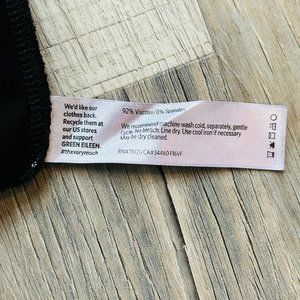 We'd like our
clothes back.
Recycle them at
our US stores
and support
GREEN EILEEN.
#thxverymuch
92% Viscose/8% Spandex
We recommend machine wash cold, separately, gentle
cycle. No bleach. Line dry. Use cool iron if necessary.
May be dry cleaned.
RN#78121/CA#34460 F16VF